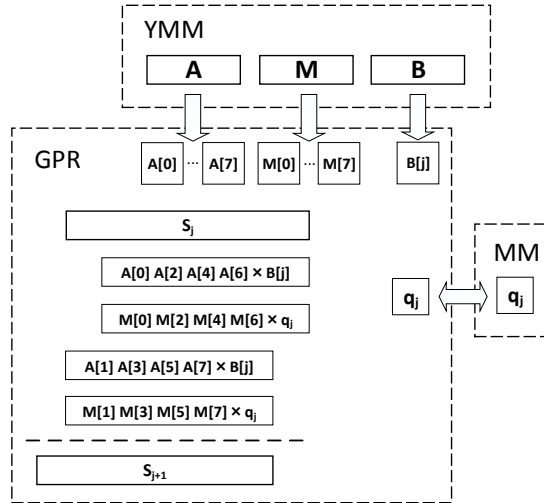 YMM
A M B
GPR
A[0] ... A[7] M[0] ... M[7] B[j]
Sj
MM
A[0] A[2] A[4] A[6] × B[j]
qj qj
M[0] M[2] M[4] M[6] × qj
A[1] A[3] A[5] A[7] × B[j]
M[1] M[3] M[5] M[7] × qj
Sj+1